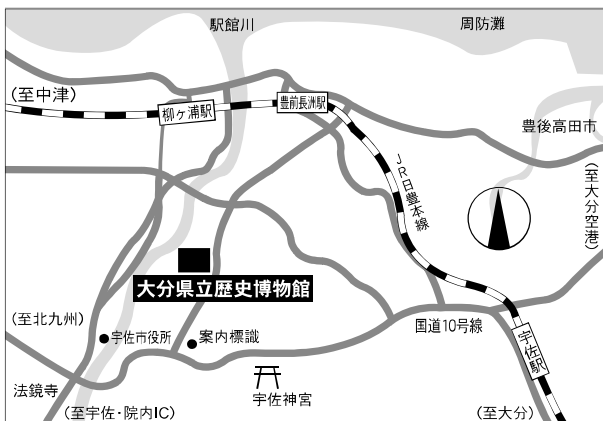 駅館川
周防灘
(至中津)
柳ヶ浦駅
豊前長洲駅
豊後高田市
JR日豊本線
(至大分空港)
大分県立歴史博物館
(至北九州)
宇佐市役所
案内標識
国道10号線
宇佐駅
法鏡寺
宇佐神宮
(至宇佐・院内IC)
(至大分)